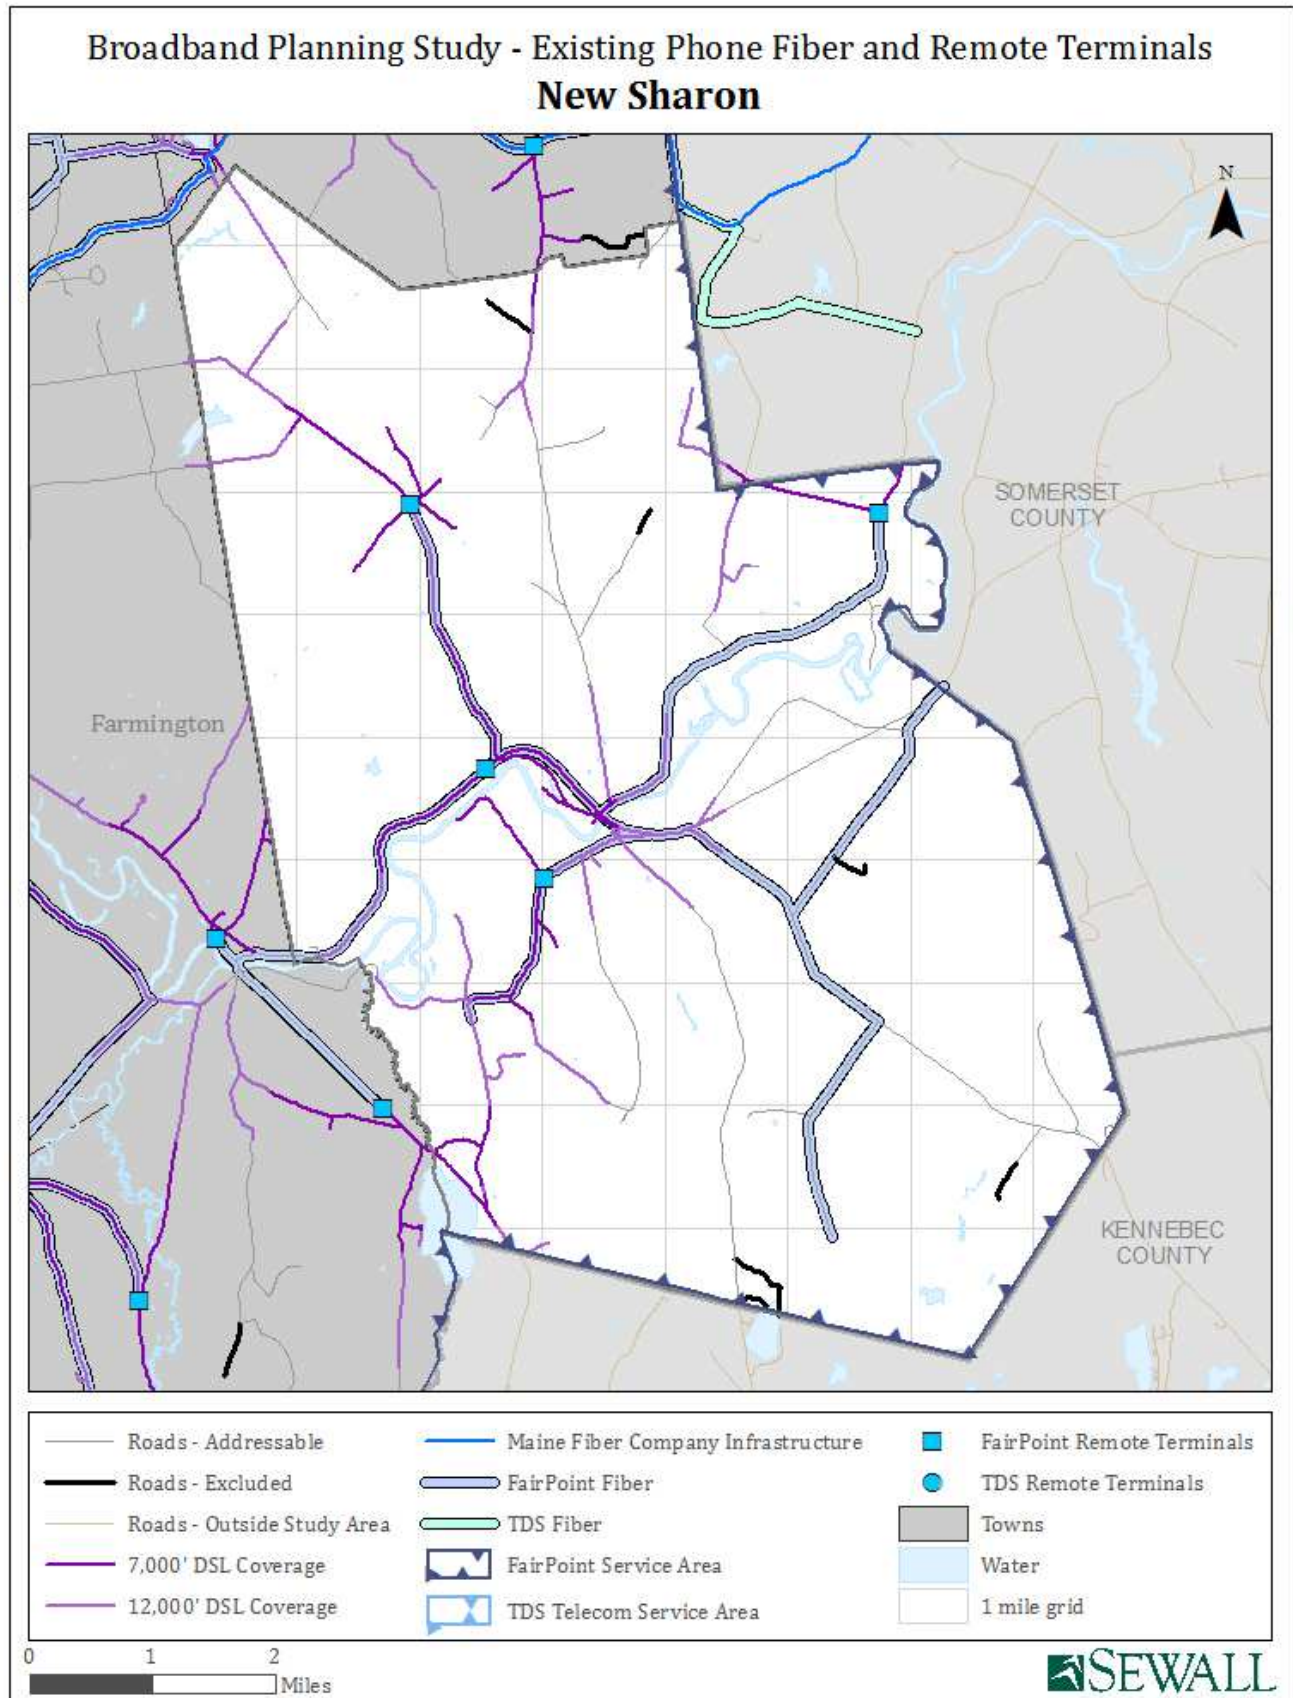 Broadband Planning Study - Existing Phone Fiber and Remote Terminals
New Sharon
N
SOMERSET
COUNTY
Farmington
KENNEBEC
COUNTY
Roads - Addressable
Roads - Excluded
Roads - Outside Study Area
7,000' DSL Coverage
12,000' DSL Coverage
Maine Fiber Company Infrastructure
FairPoint Fiber
TDS Fiber
FairPoint Service Area
TDS Telecom Service Area
FairPoint Remote Terminals
TDS Remote Terminals
Towns
Water
1 mile grid
0 1 2
Miles
SEWALL